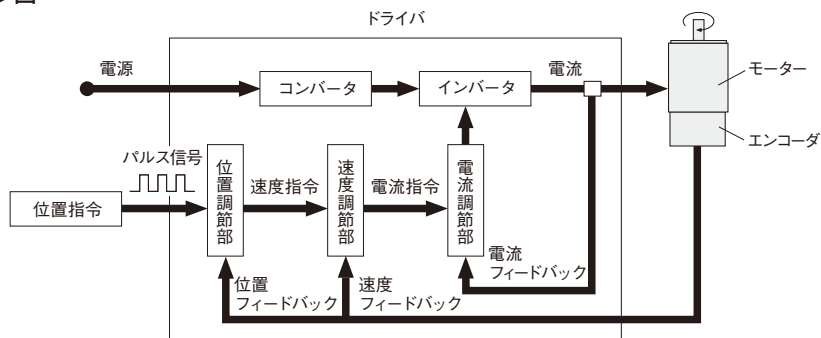 ドライバ
電源
コンバータ
インバータ
電流
モーター
エンコーダ
パルス信号
位置指令
位置調節部
速度指令
速度調節部
電流指令
電流調節部
電流
フィードバック
位置
フィードバック
速度
フィードバック